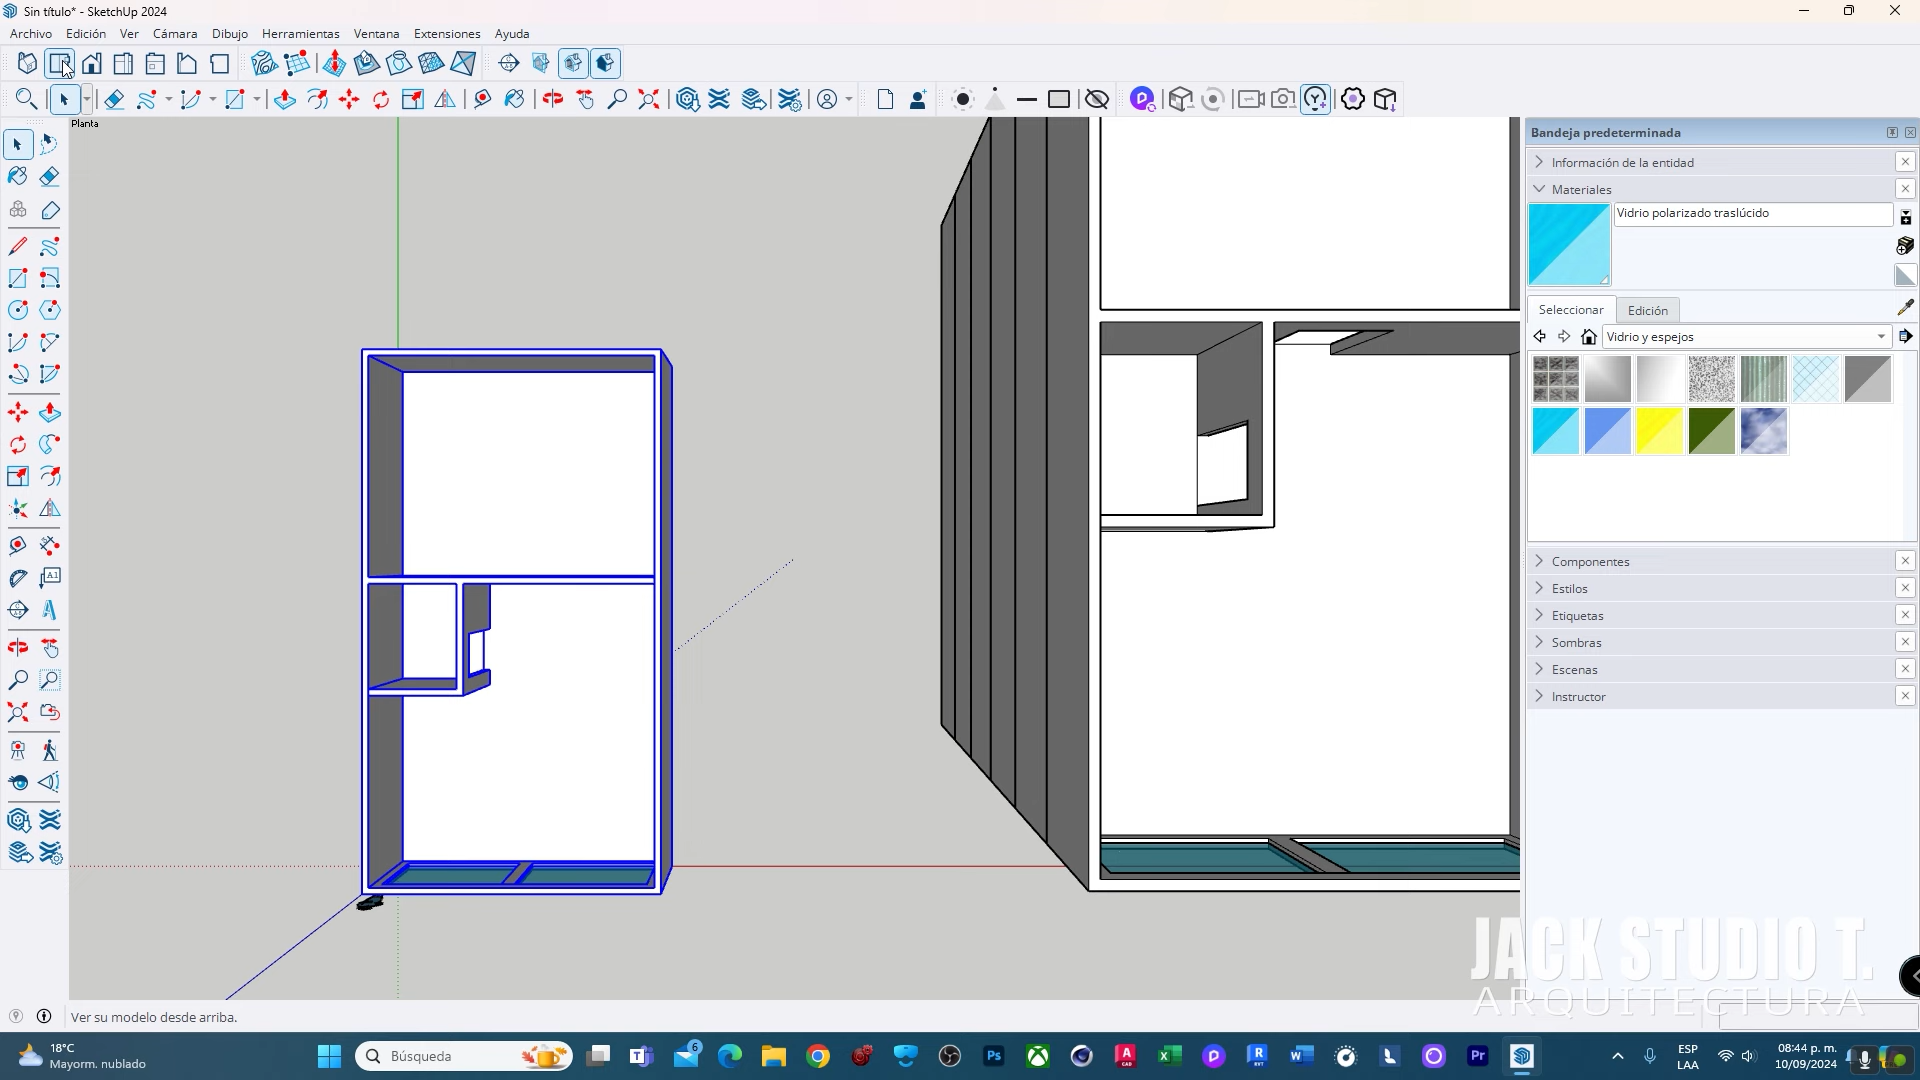 Sin título* - SketchUp 2024
Archivo Edición Ver Cámara Dibujo Herramientas Ventana Extensiones Ayuda
Planta
Bandeja predeterminada
Información de la entidad
Materiales
Vidrio polarizado traslúcido
Seleccionar Edición
Vidrio y espejos
Componentes
Estilos
Etiquetas
Sombras
Escenas
Instructor
JACK STUDIO T.
ARQUITECTURA
Ver su modelo desde arriba.
18°C
Mayorm. nublado
Búsqueda
6
ESP
LAA
08:44 p. m.
10/09/2024